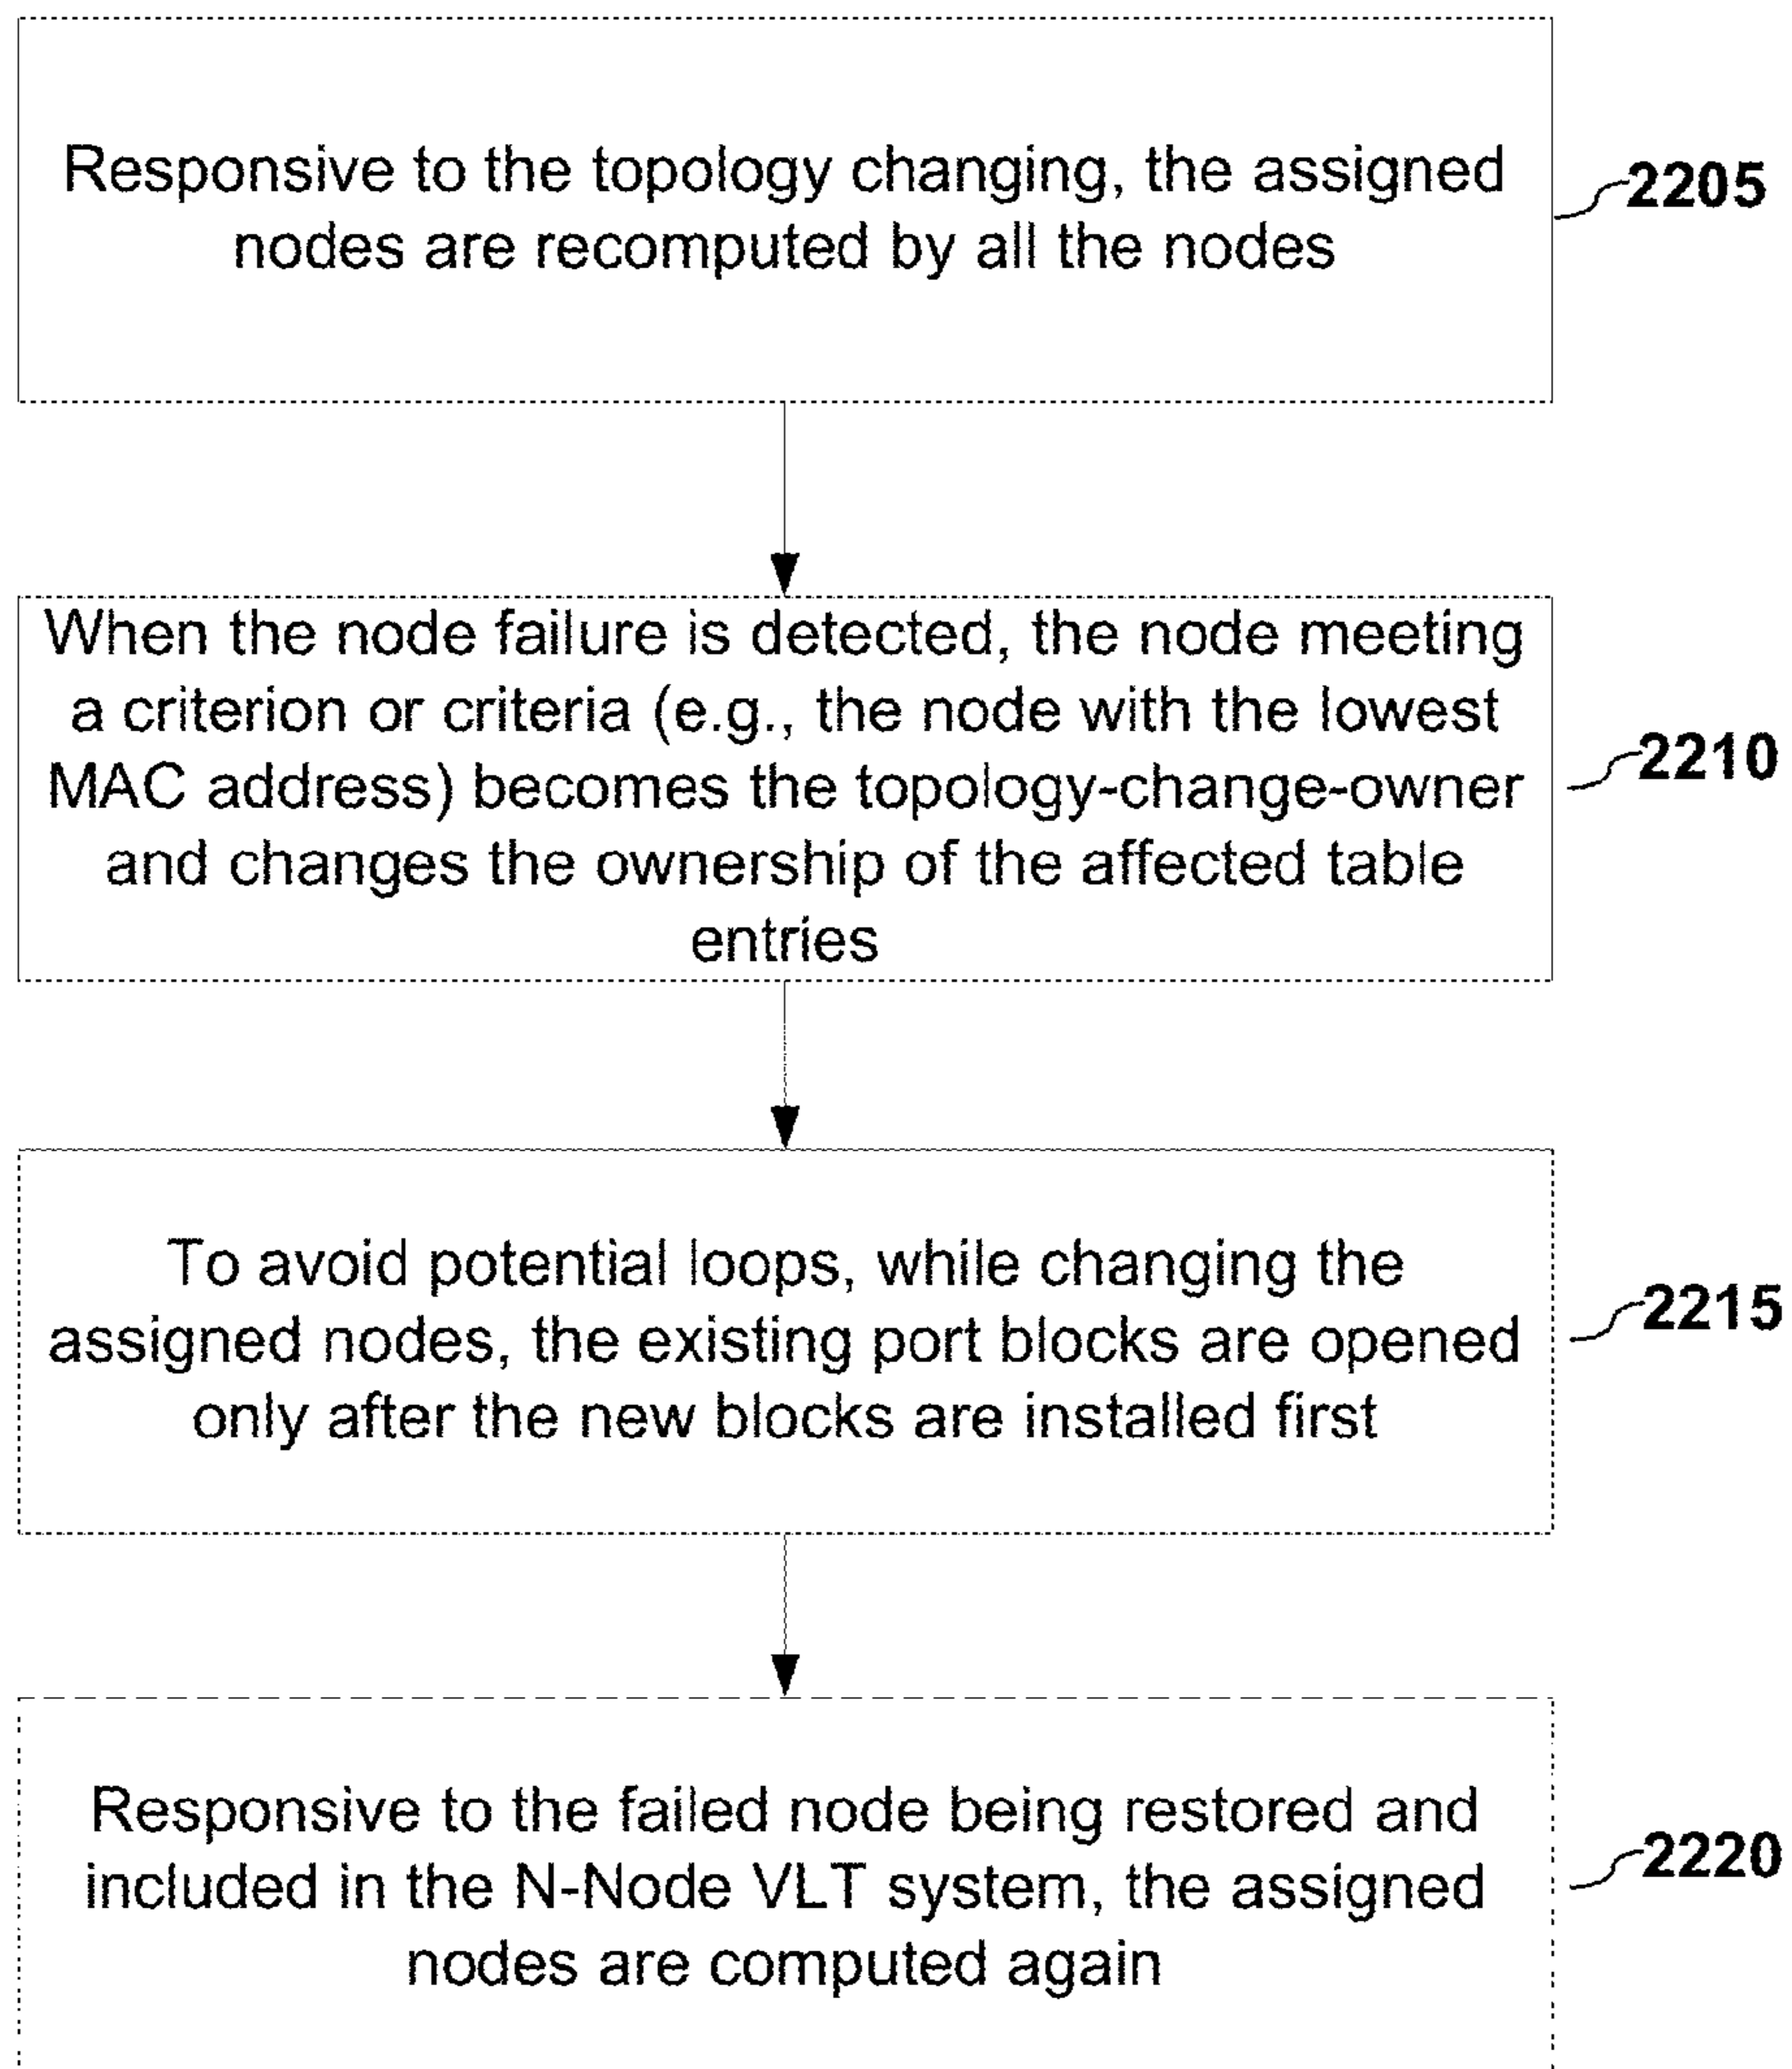 Responsive to the topology changing, the assigned
nodes are recomputed by all the nodes
2205
When the node failure is detected, the node meeting
a criterion or criteria (e.g., the node with the lowest
MAC address) becomes the topology-change-owner
and changes the ownership of the affected table
entries
2210
To avoid potential loops, while changing the
assigned nodes, the existing port blocks are opened
only after the new blocks are installed first
2215
Responsive to the failed node being restored and
included in the N-Node VLT system, the assigned
nodes are computed again
2220